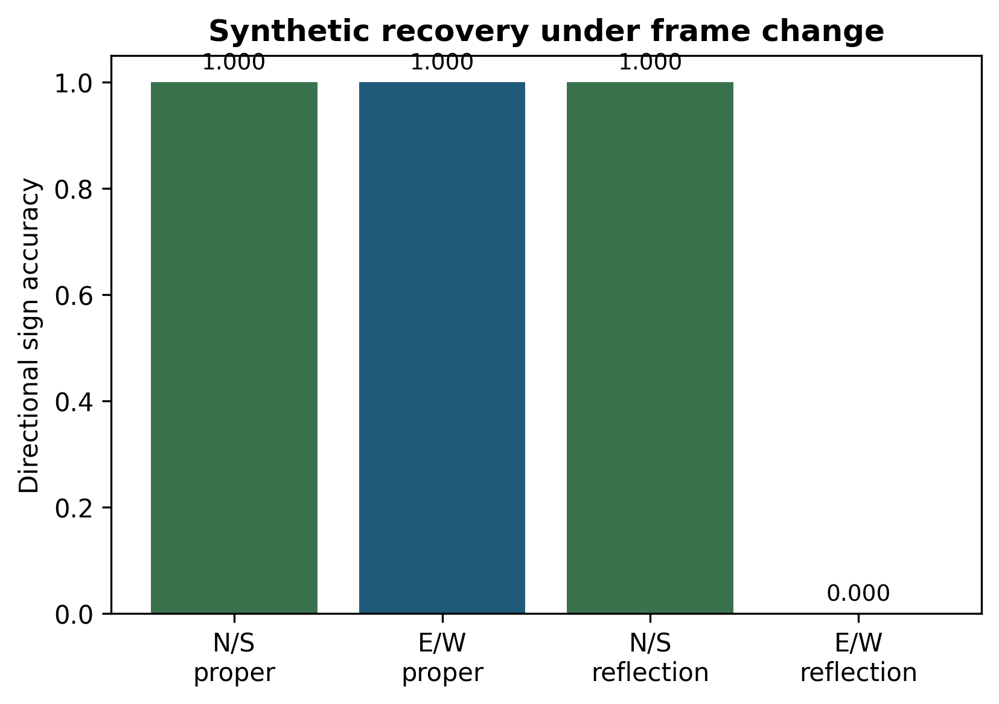 Synthetic recovery under frame change
1.000 1.000 1.000
1.0
0.8
0.6
0.4
0.2
0.0
0.000
Directional sign accuracy
N/S proper
E/W proper
N/S reflection
E/W reflection